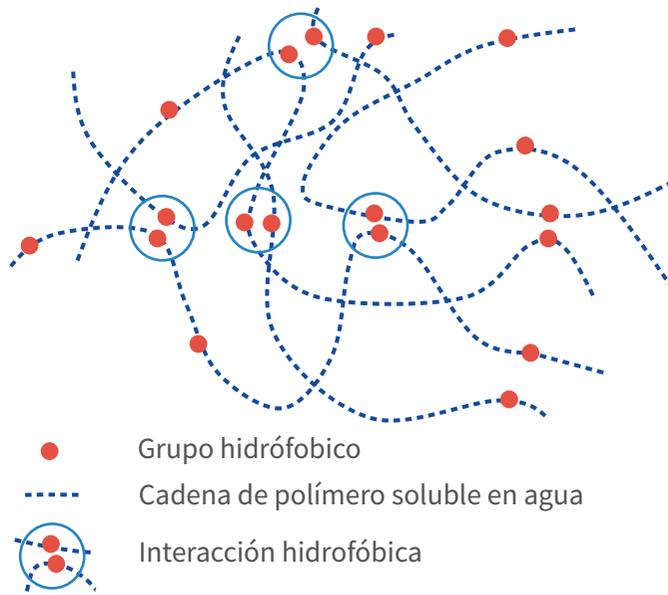 Grupo hidrófobico
Cadena de polímero soluble en agua
Interacción hidrofóbica